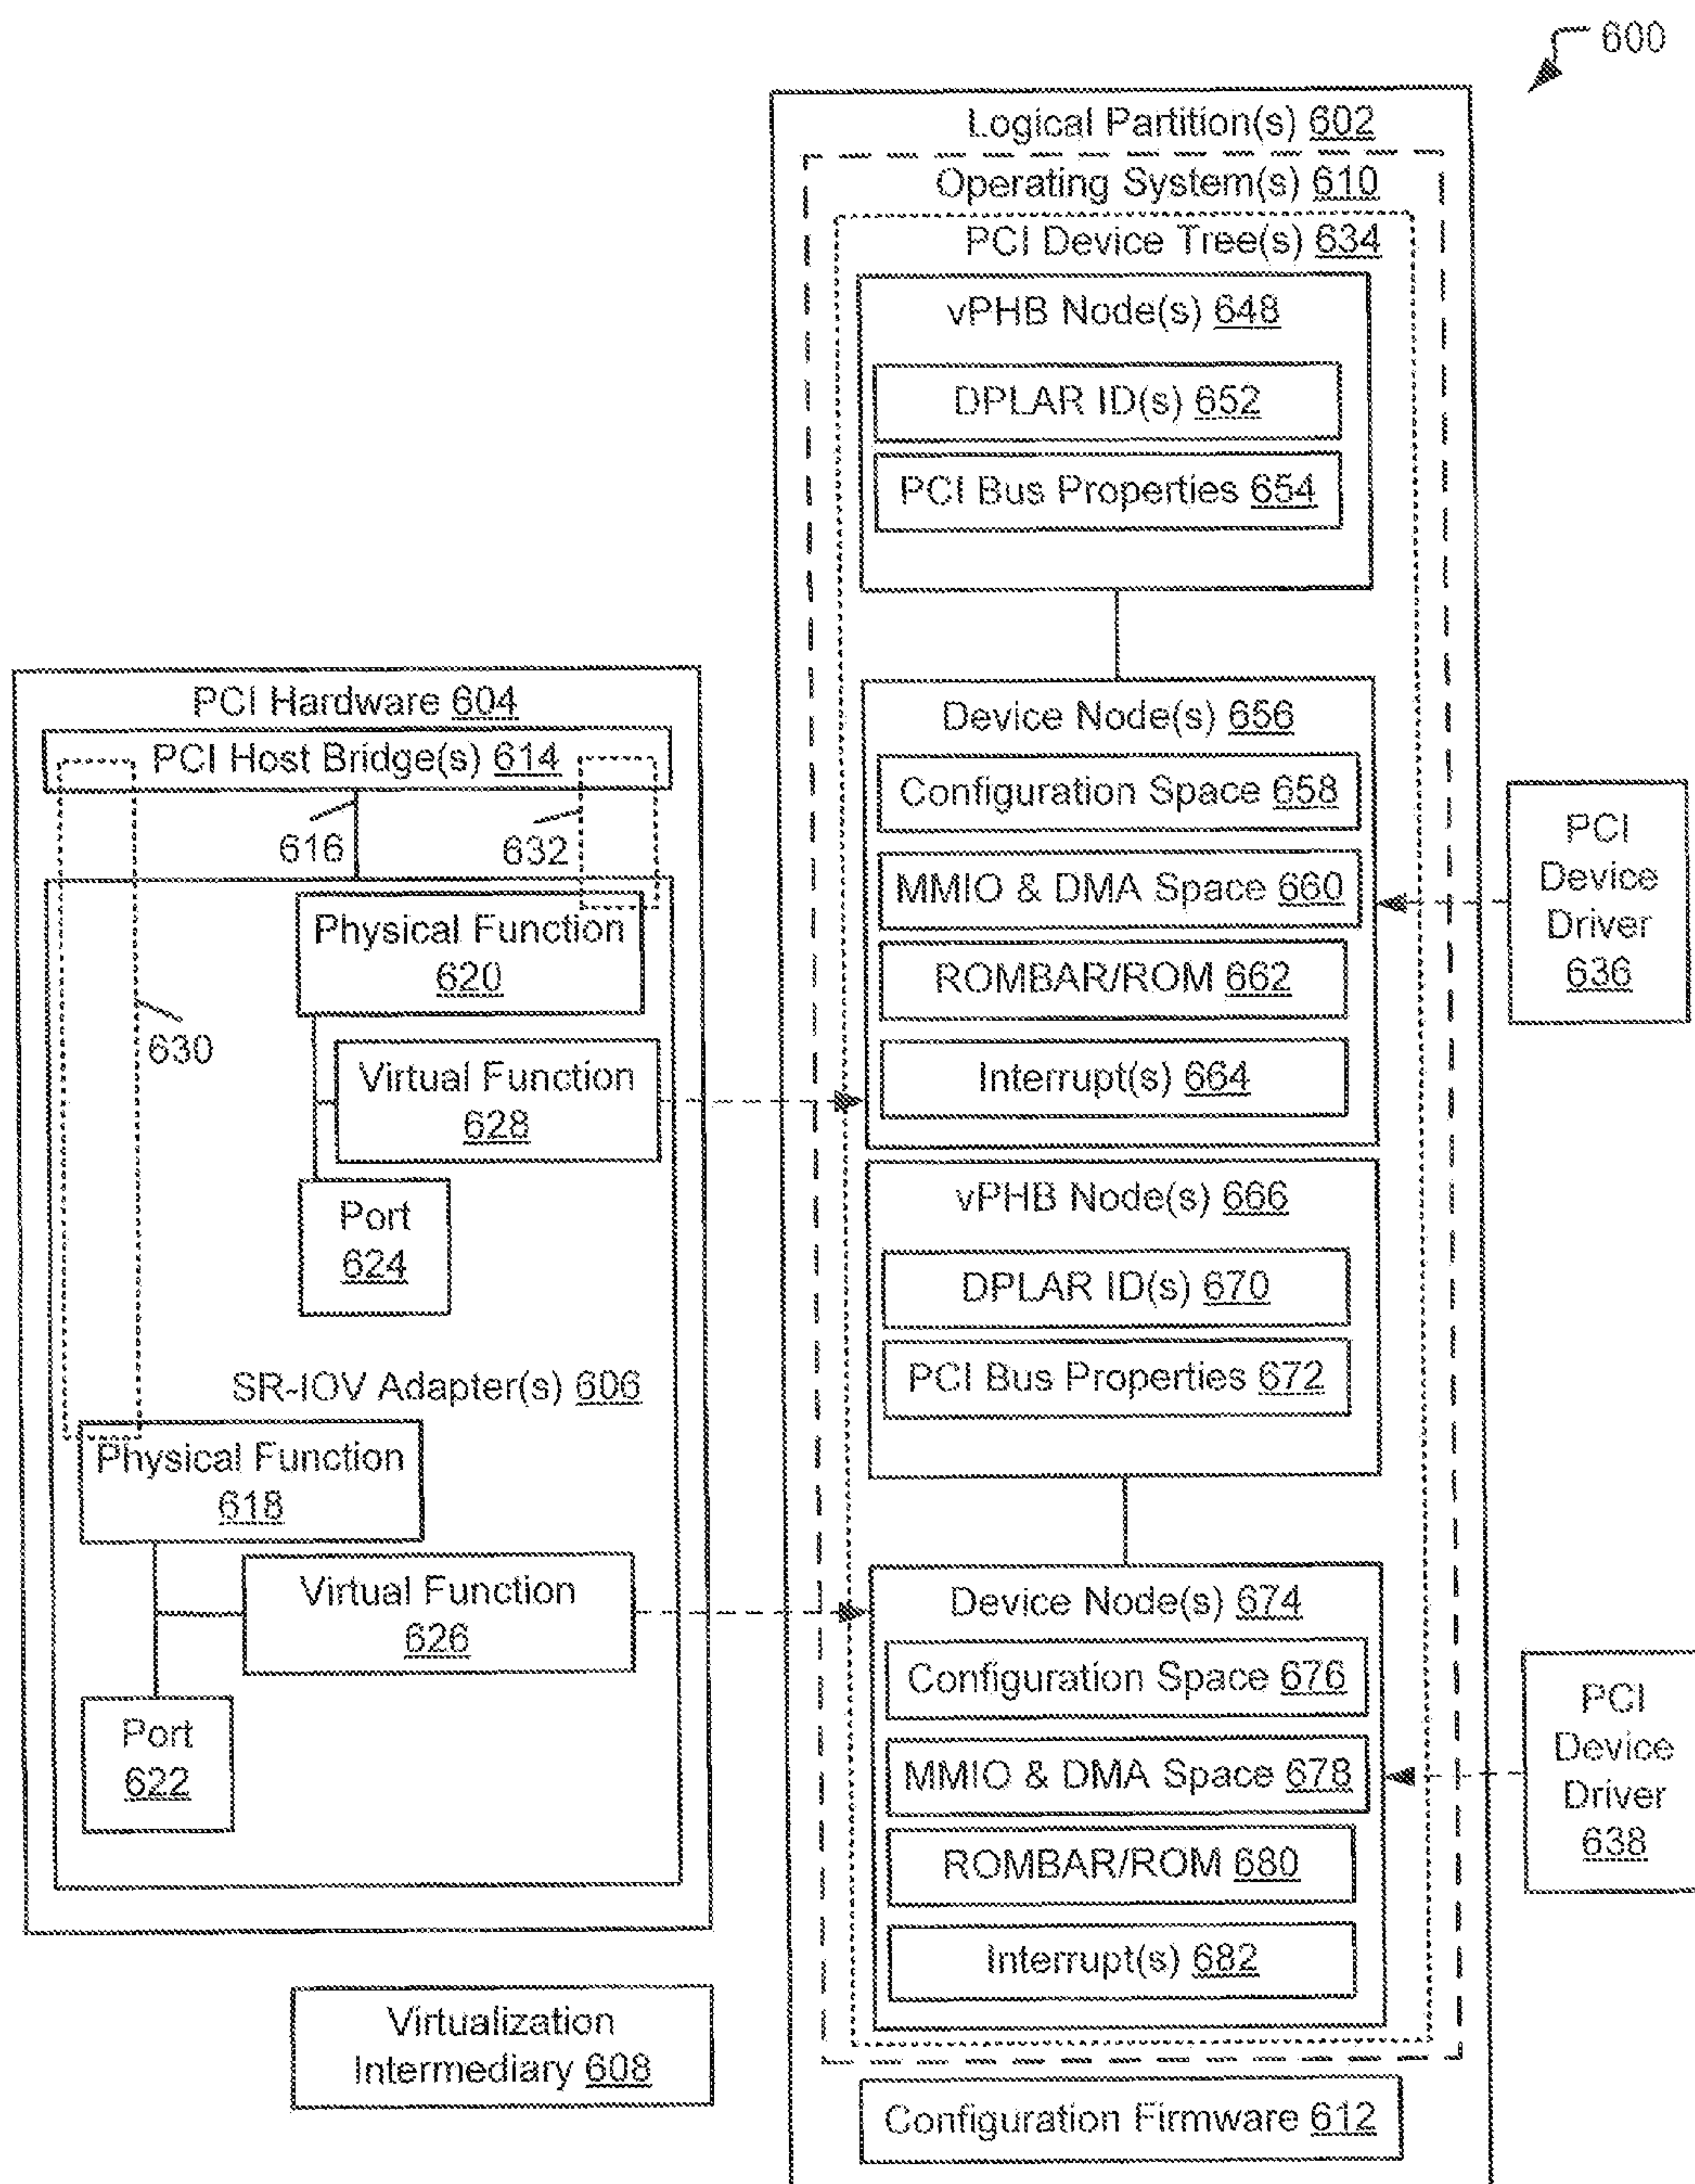 600
Logical Partition(s) 602
Operating System(s) 610
PCI Device Tree(s) 634
vPHB Node(s) 648
DPLAR ID(s) 652
PCI Bus Properties 654
PCI Hardware 604
PCI Host Bridge(s) 614
616
632
Physical Function
620
630
Virtual Function
628
Port
624
SR-IOV Adapter(s) 606
Physical Function
618
Virtual Function
626
Port
622
Device Node(s) 656
Configuration Space 658
MMIO & DMA Space 660
ROMBAR/ROM 662
Interrupt(s) 664
PCI
Device
Driver
636
vPHB Node(s) 666
DPLAR ID(s) 670
PCI Bus Properties 672
Device Node(s) 674
Configuration Space 676
MMIO & DMA Space 678
ROMBAR/ROM 680
Interrupt(s) 682
PCI
Device
Driver
638
Virtualization
Intermediary 608
Configuration Firmware 612